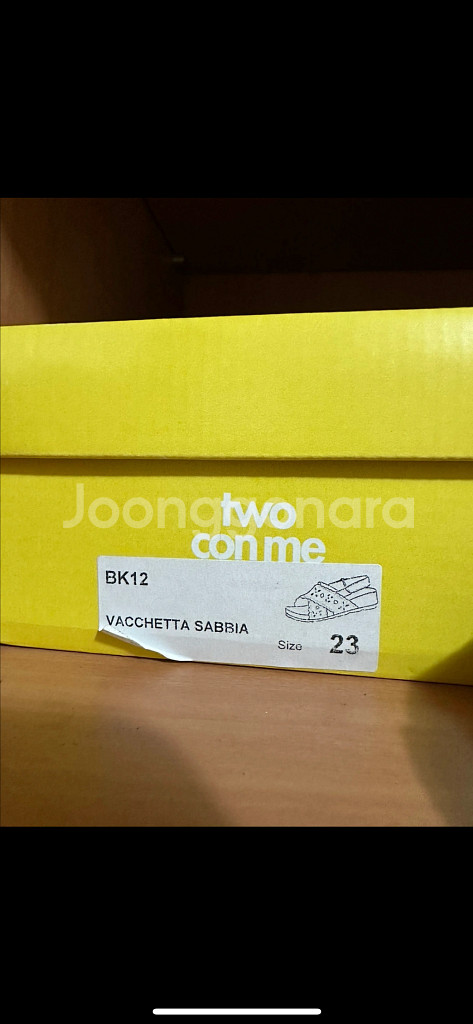 Joonggonara
two
con me
BK12
VACCHETTA SABBIA
Size 23